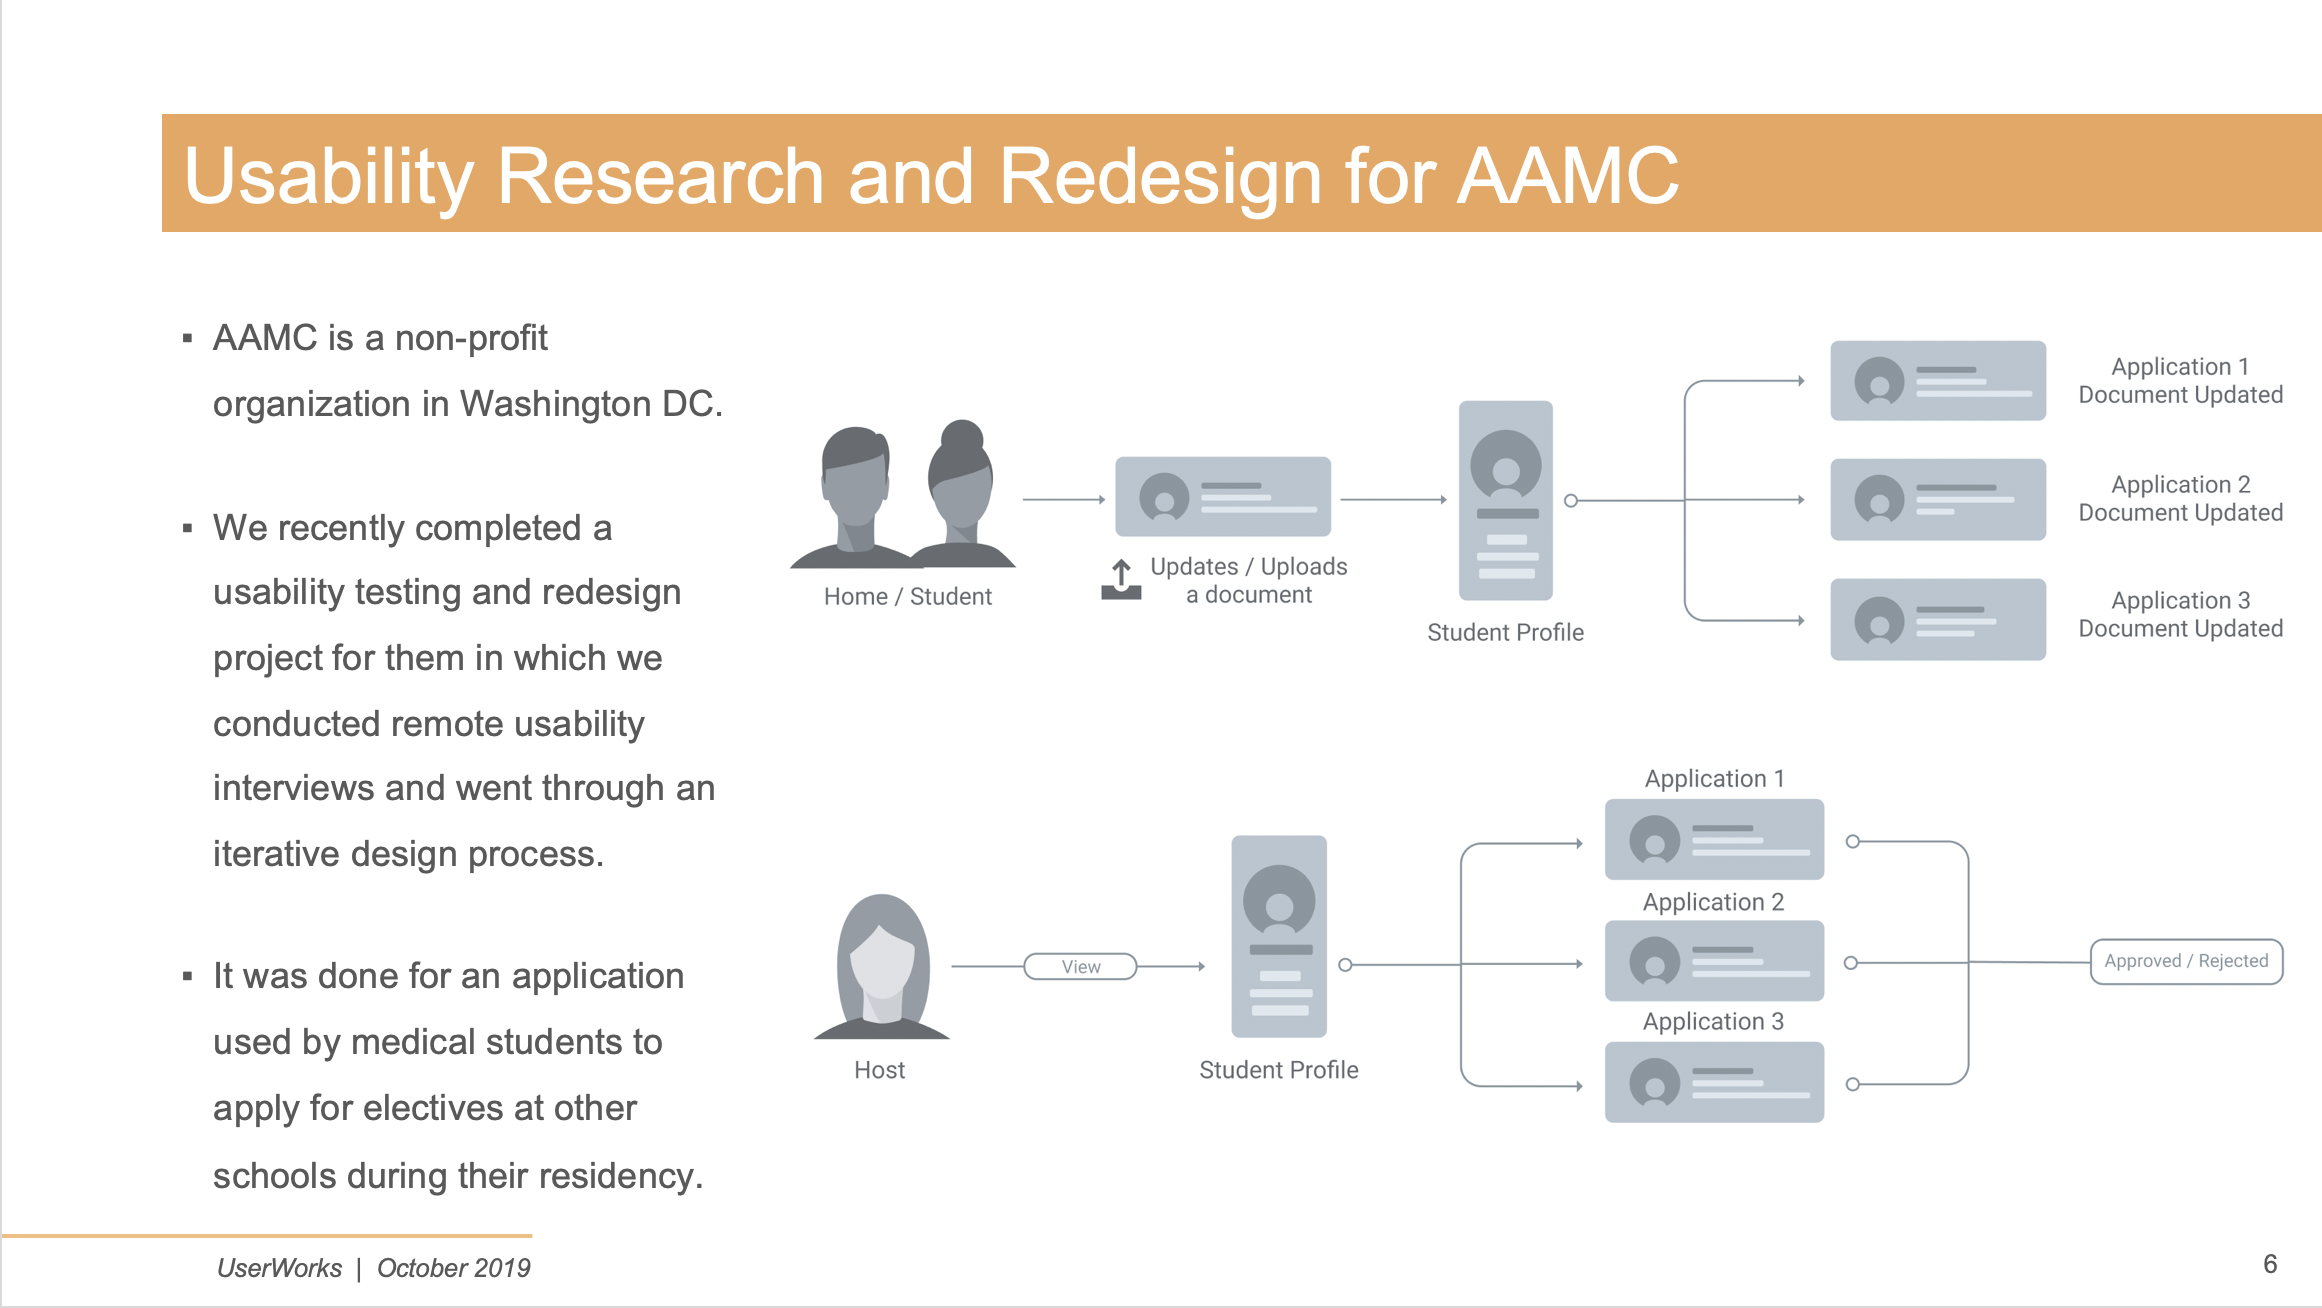 Usability Research and Redesign for AAMC
▪ AAMC is a non-profit
organization in Washington DC.
▪ We recently completed a
usability testing and redesign
project for them in which we
conducted remote usability
interviews and went through an
iterative design process.
▪ It was done for an application
used by medical students to
apply for electives at other
schools during their residency.
Home / Student
Updates / Uploads
a document
Student Profile
Application 1
Document Updated
Application 2
Document Updated
Application 3
Document Updated
Host
View
Student Profile
Application 1
Application 2
Application 3
Approved / Rejected
UserWorks | October 2019
6